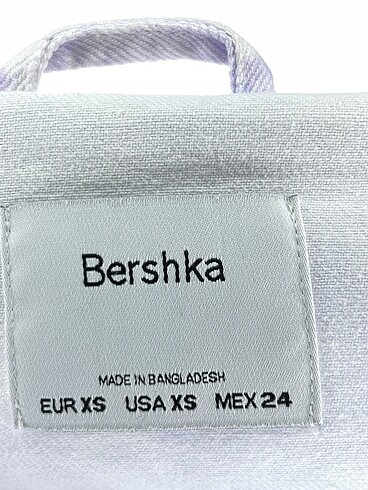 Bershka
MADE IN BANGLADESH
EUR XS USA XS MEX 24